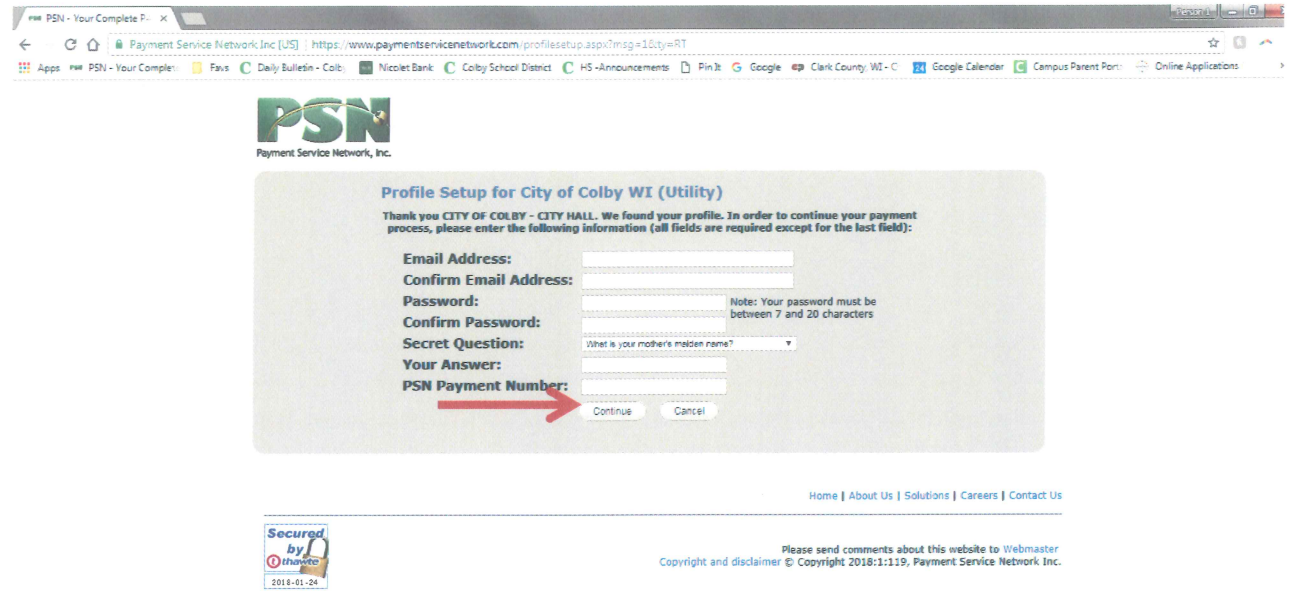 PSN - Your Complete P
Payment Service Network Inc [US] https://www.paymentservicenetwork.com/profilesetup.aspx?msg=1&ty=RT
Apps PSN - Your Complet Favs Daily Bulletin - Colby Nicolet Bank Colby School District HS -Announcements Pin It Google Clark County, WI - C 24 Google Calendar Campus Parent Port Online Applications
PSN
Payment Service Network, Inc.
Profile Setup for City of Colby WI (Utility)
Thank you CITY OF COLBY - CITY HALL. We found your profile. In order to continue your payment
process, please enter the following information (all fields are required except for the last field):
Email Address:
Confirm Email Address:
Password:
Note: Your password must be
between 7 and 20 characters
Confirm Password:
Secret Question: What is your mother's maiden name?
Your Answer:
PSN Payment Number:
Continue Cancel
Home | About Us | Solutions | Careers | Contact Us
Secured
by
thawte
2018-01-24
Please send comments about this website to Webmaster
Copyright and disclaimer © Copyright 2018:1:119, Payment Service Network Inc.